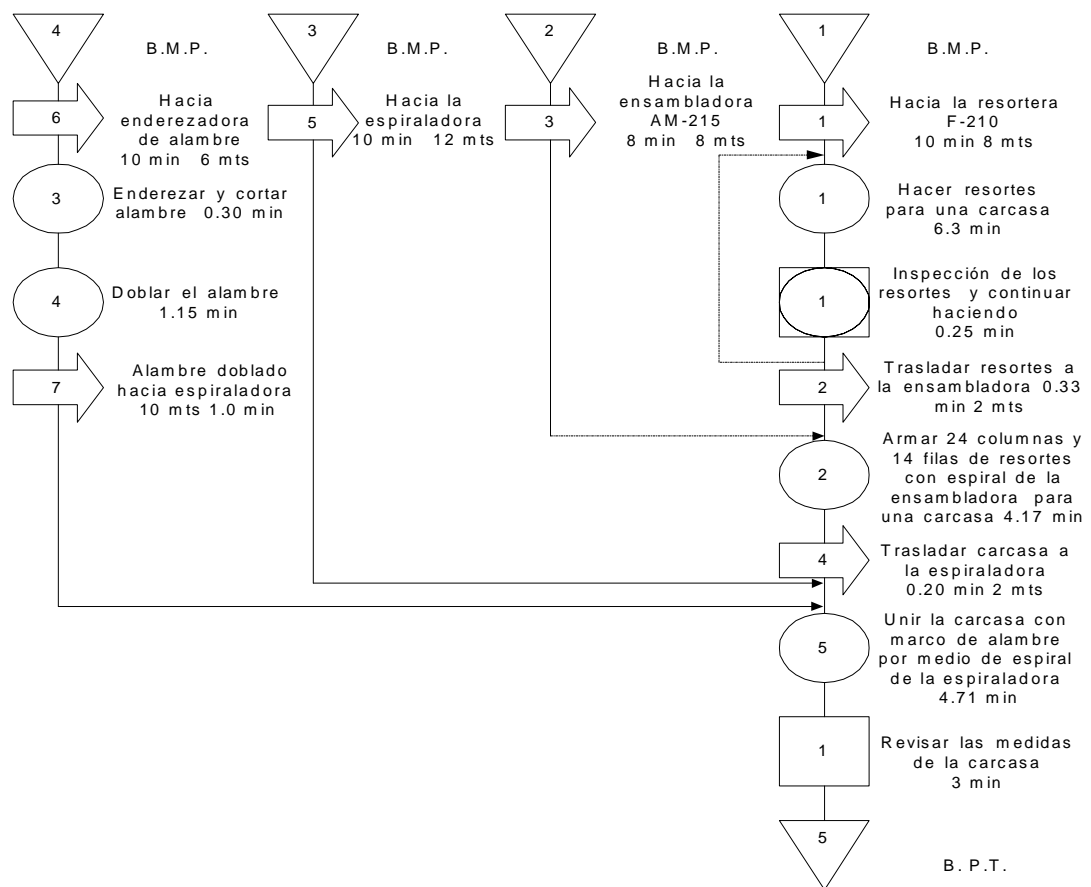 4
B.M.P.
6
Hacia
enderezadora
de alambre
10 min 6 mts
3
Enderezar y cortar
alambre 0.30 min
4
Doblar el alambre
1.15 min
7
Alambre doblado
hacia espiraladora
10 mts 1.0 min
3
B.M.P.
5
Hacia la
espiraladora
10 min 12 mts
2
B.M.P.
3
Hacia la
ensambladora
AM-215
8 min 8 mts
1
B.M.P.
1
Hacia la resortera
F-210
10 min 8 mts
1
Hacer resortes
para una carcasa
6.3 min
1
Inspección de los
resortes y continuar
haciendo
0.25 min
2
Trasladar resortes a
la ensambladora 0.33
min 2 mts
2
Armar 24 columnas y
14 filas de resortes
con espiral de la
ensambladora para
una carcasa 4.17 min
4
Trasladar carcasa a
la espiraladora
0.20 min 2 mts
5
Unir la carcasa con
marco de alambre
por medio de espiral
de la espiraladora
4.71 min
1
Revisar las medidas
de la carcasa
3 min
5
B. P.T.